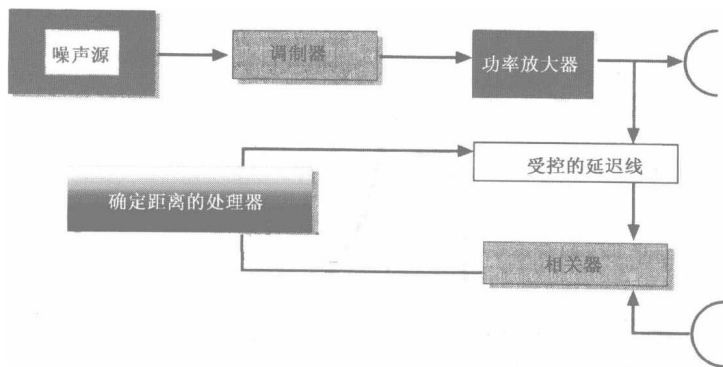 噪声源
调制器
功率放大器
受控的延迟线
确定距离的处理器
相关器